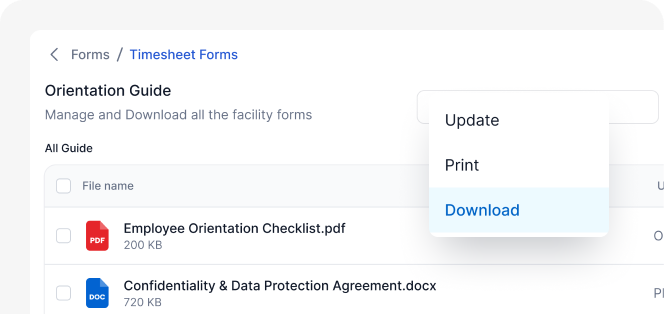 Forms / Timesheet Forms
Orientation Guide
Manage and Download all the facility forms
Update
All Guide
Print
File name
Download
Employee Orientation Checklist.pdf
PDF
200 KB
Confidentiality & Data Protection Agreement.docx
DOC
720 KB